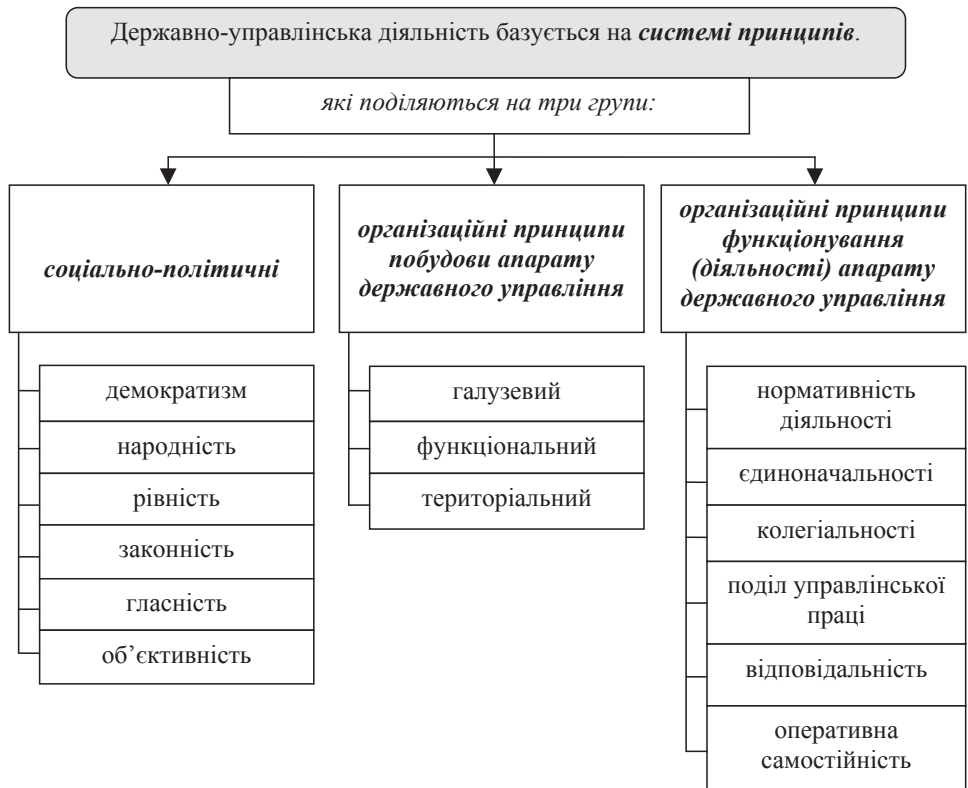 Державно-управлінська діяльність базується на системі принципів.
які поділяються на три групи:
соціально-політичні
організаційні принципи
побудови апарату
державного управління
організаційні принципи
функціонування
(діяльності) апарату
державного управління
демократизм
народність
рівність
законність
гласність
об’єктивність
галузевий
функціональний
територіальний
нормативність
діяльності
єдиноначальності
колегіальності
поділ управлінської
праці
відповідальність
оперативна
самостійність